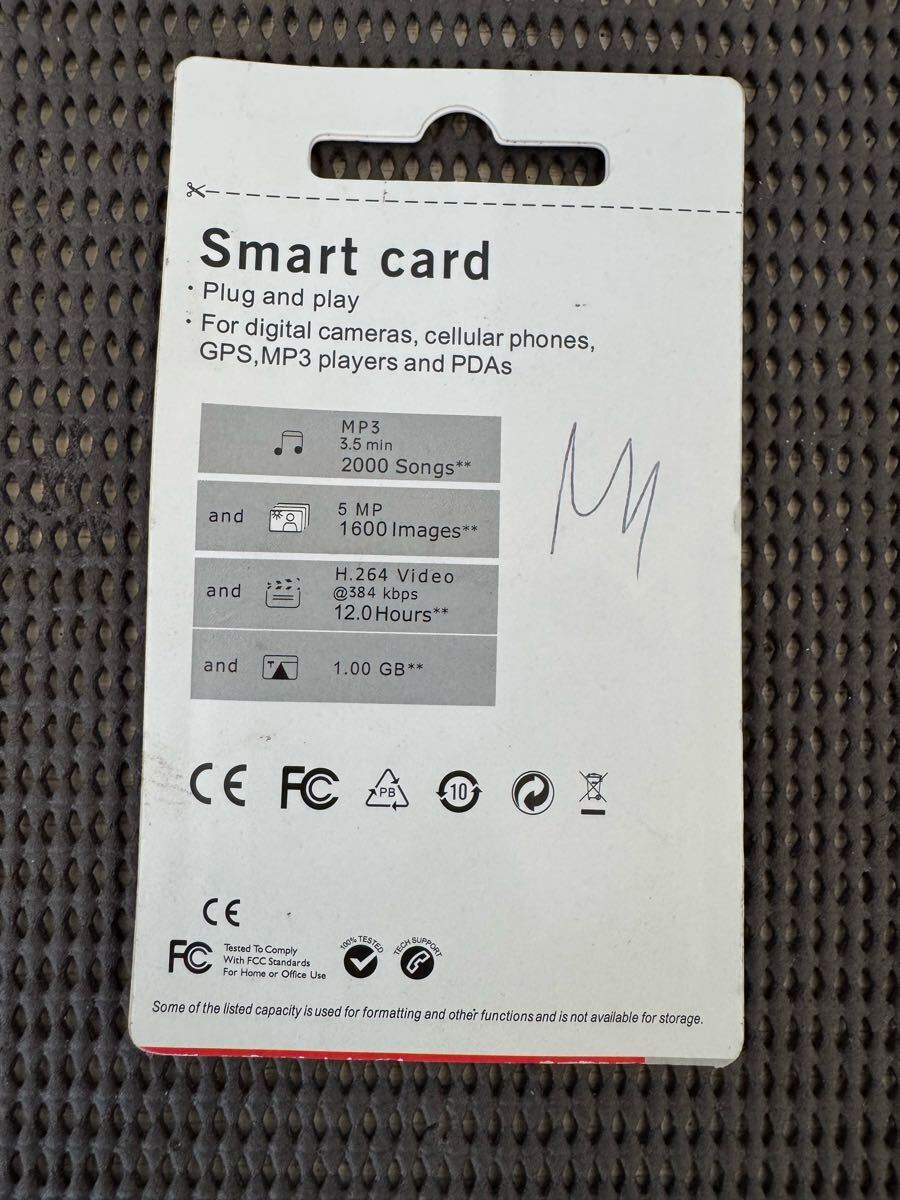 Smart card
· Plug and play
· For digital cameras, cellular phones,
GPS,MP3 players and PDAs
MP3
3.5 min
2000 Songs**
and
5 MP
1600 Images**
and
H.264 Video
@384 kbps
12.0Hours**
and
T
1.00 GB**
CE
FC
PB
10
CE
FC
Tested To Comply
With FCC Standards
For Home or Office Use
100% TESTED
TECH SUPPORT
Some of the listed capacity is used for formatting and other functions and is not available for storage.